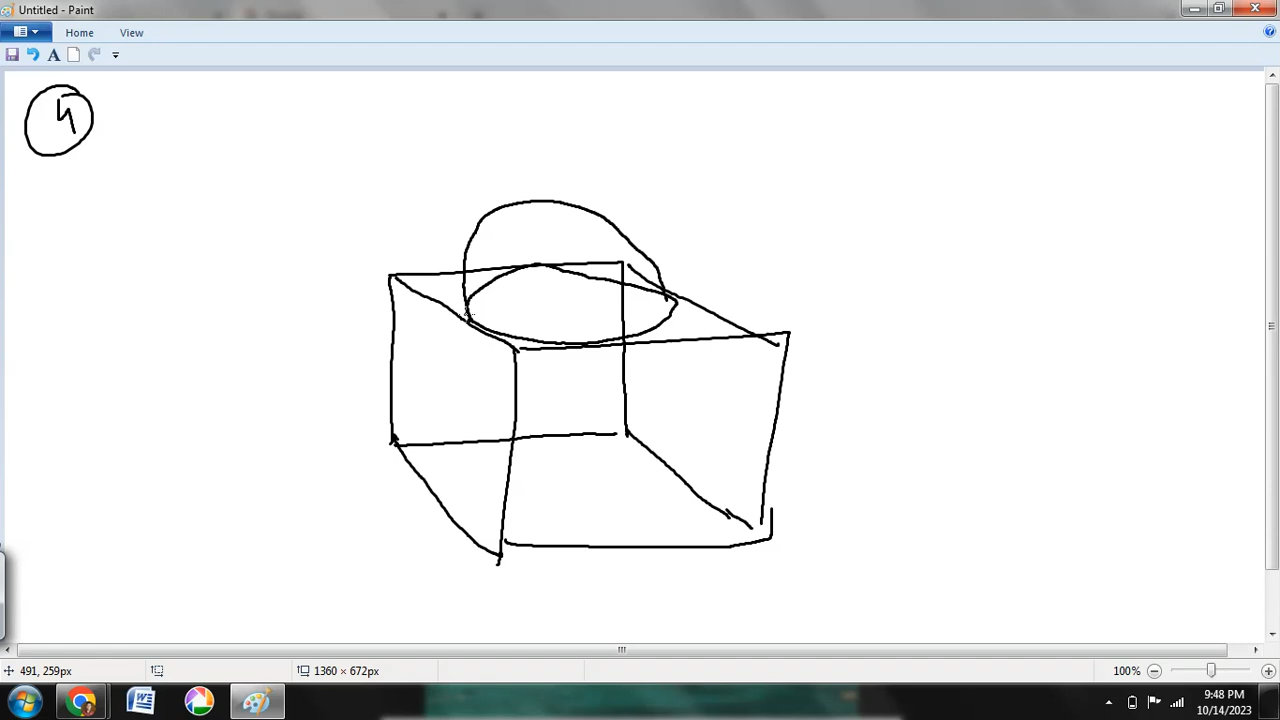 Untitled - Paint
Home View
4
491, 259px
1360 × 672px
100%
9:48 PM
10/14/2023